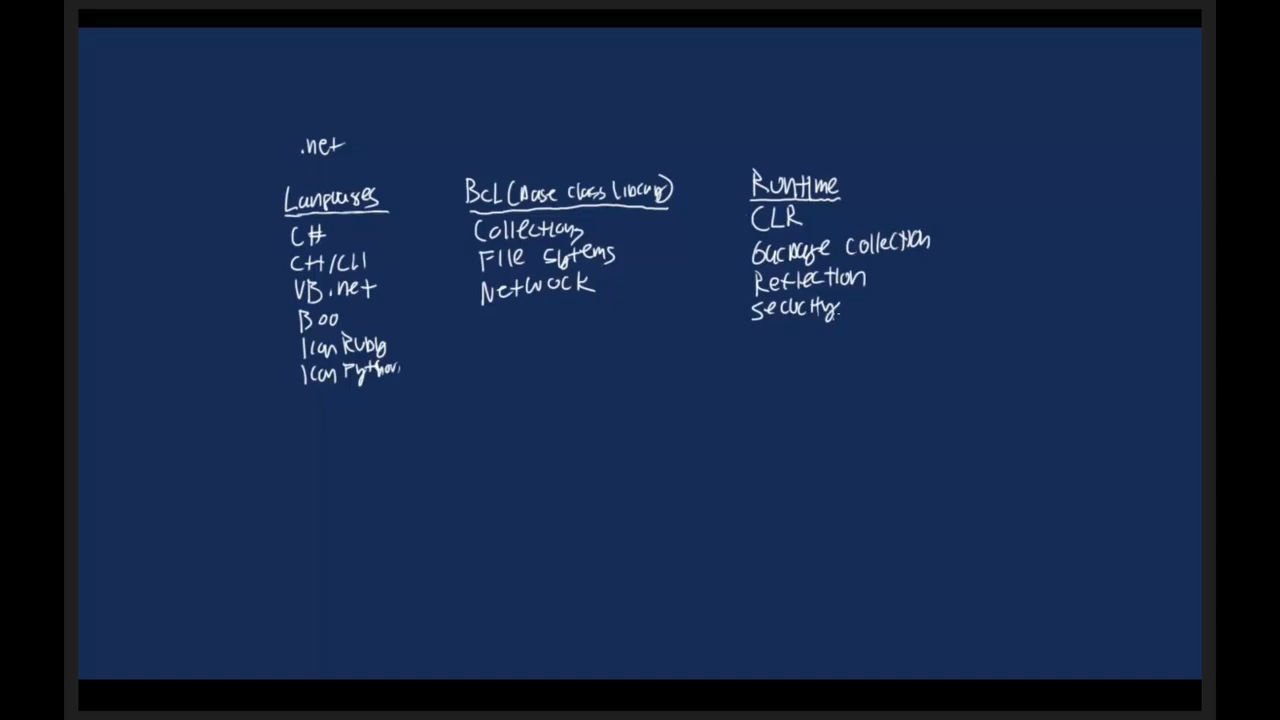 .net
Languages
C#
C++/CLI
VB.net
Boo
Iron Ruby
Iron Python
BCL (Base class library)
Collections
File Systems
Network
Runtime
CLR
Garbage collection
Reflection
Security